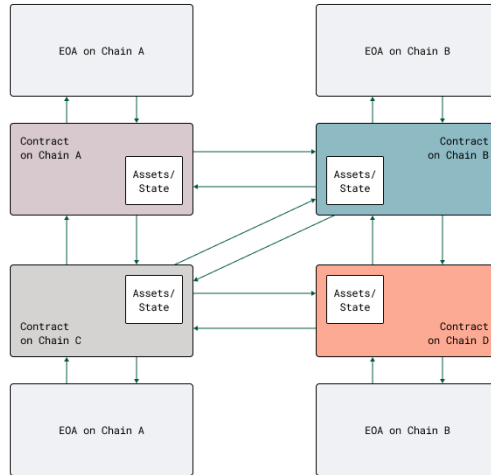 EOA on Chain A
EOA on Chain B
Contract
on Chain A
Assets/
State
Contract
on Chain B
Assets/
State
Assets/
State
Contract
on Chain C
Assets/
State
Contract
on Chain D
EOA on Chain A
EOA on Chain B